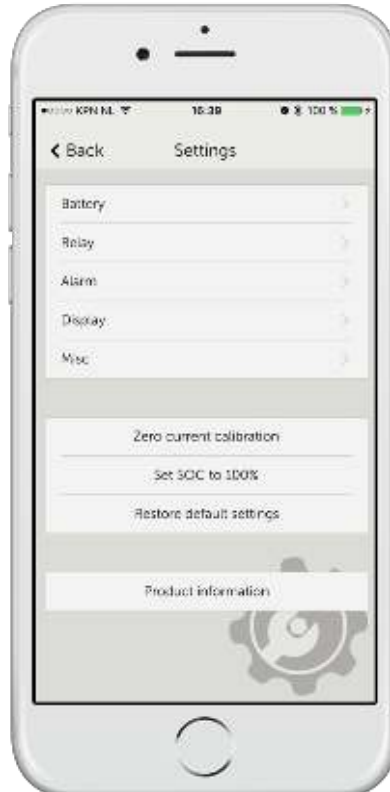 KPN NL 16:39 100 %
Back Settings
Battery
Relay
Alarm
Display
Misc
Zero current calibration
Set SOC to 100%
Restore default settings
Product information